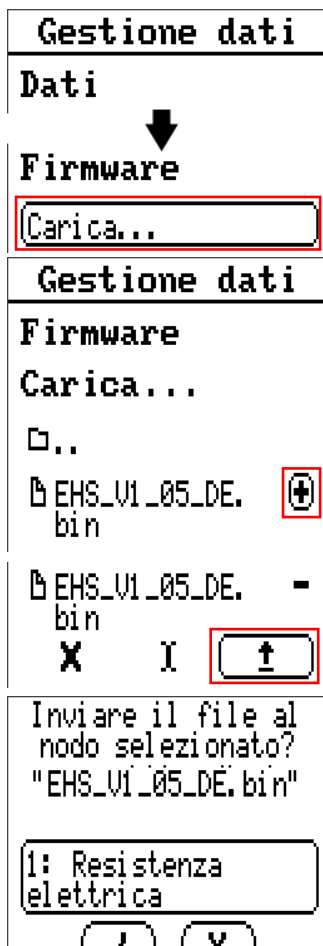 Gestione dati
Dati
Firmware
Carica...
Gestione dati
Firmware
Carica...
..
EHS_V1_05_DE.
bin
EHS_V1_05_DE.
bin
Inviare il file al
nodo selezionato?
"EHS_V1_05_DE.bin"
1: Resistenza
elettrica